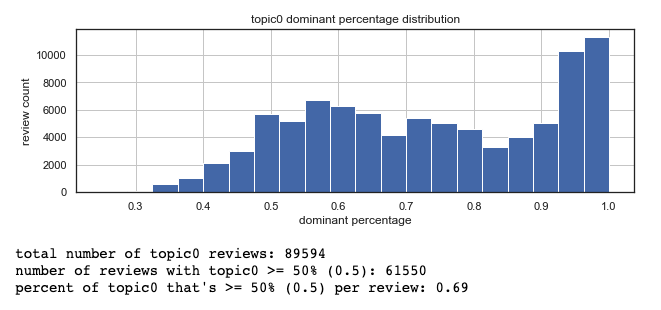 topic0 dominant percentage distribution
10000
8000
6000
4000
2000
0
review count
0.3 0.4 0.5 0.6 0.7 0.8 0.9 1.0
dominant percentage
total number of topic0 reviews: 89594
number of reviews with topic0 >= 50% (0.5): 61550
percent of topic0 that's >= 50% (0.5) per review: 0.69